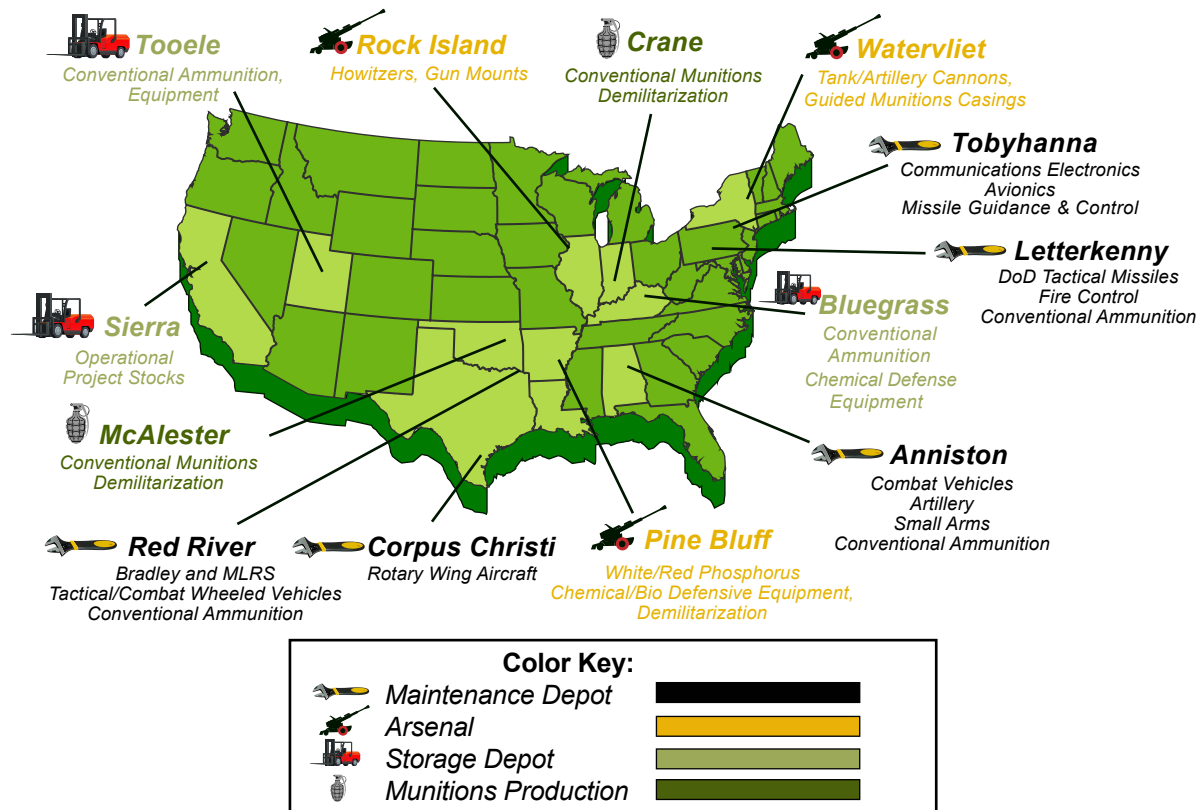 Tooele
Conventional Ammunition,
Equipment
Rock Island
Howitzers, Gun Mounts
Crane
Conventional Munitions
Demilitarization
Watervliet
Tank/Artillery Cannons,
Guided Munitions Casings
Tobyhanna
Communications Electronics
Avionics
Missile Guidance & Control
Letterkenny
DoD Tactical Missiles
Fire Control
Conventional Ammunition
Bluegrass
Conventional
Ammunition
Chemical Defense
Equipment
Sierra
Operational
Project Stocks
McAlester
Conventional Munitions
Demilitarization
Anniston
Combat Vehicles
Artillery
Small Arms
Conventional Ammunition
Red River
Bradley and MLRS
Tactical/Combat Wheeled Vehicles
Conventional Ammunition
Corpus Christi
Rotary Wing Aircraft
Pine Bluff
White/Red Phosphorus
Chemical/Bio Defensive Equipment,
Demilitarization
Color Key:
Maintenance Depot
Arsenal
Storage Depot
Munitions Production